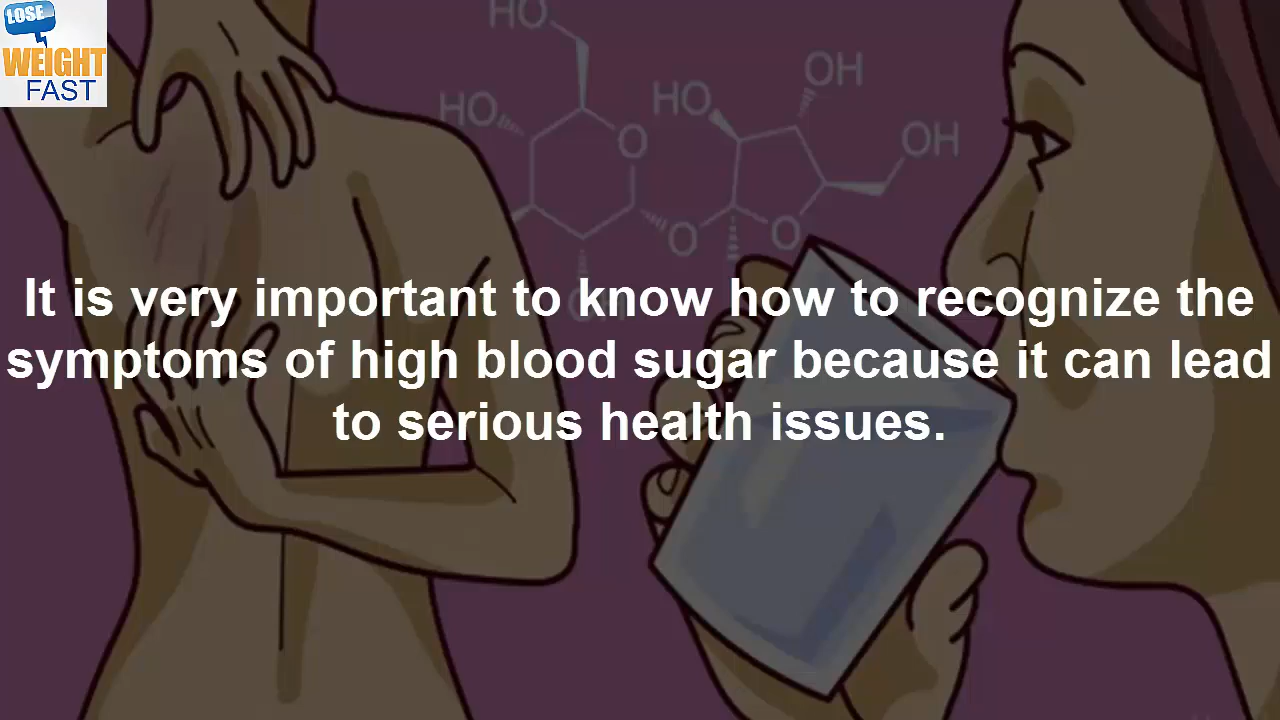 LOSE
WEIGHT
FAST
HO
OH
HO
HO
OH
O
O
O
OH
It is very important to know how to recognize the
symptoms of high blood sugar because it can lead
to serious health issues.